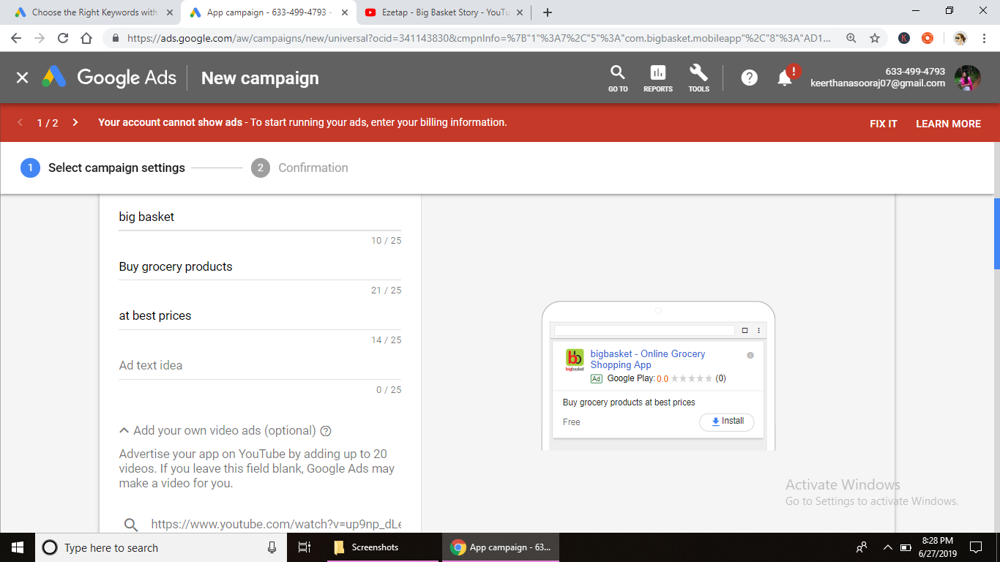 Choose the Right Keywords with
App campaign - 633-499-4793 -
Ezetap - Big Basket Story - YouTu
https://ads.google.com/aw/campaigns/new/universal?ocid=341143830&cmpnInfo=%7B"1"%3A7%2C"5"%3A"com.bigbasket.mobileapp"%2C"8"%3A"AD1...
K
Google Ads
New campaign
GO TO
REPORTS
TOOLS
?
!
633-499-4793
keerthanasooraj07@gmail.com
1 / 2
Your account cannot show ads - To start running your ads, enter your billing information.
FIX IT
LEARN MORE
1 Select campaign settings
2 Confirmation
big basket
10 / 25
Buy grocery products
21 / 25
at best prices
14 / 25
Ad text idea
0 / 25
Add your own video ads (optional) ?
Advertise your app on YouTube by adding up to 20
videos. If you leave this field blank, Google Ads may
make a video for you.
https://www.youtube.com/watch?v=up9np_dLe
bb
bigbasket
bigbasket - Online Grocery
Shopping App
Ad Google Play: 0.0 (0)
Buy grocery products at best prices
Free
Install
Activate Windows
Go to Settings to activate Windows.
Type here to search
Screenshots
App campaign - 63...
8:28 PM
6/27/2019